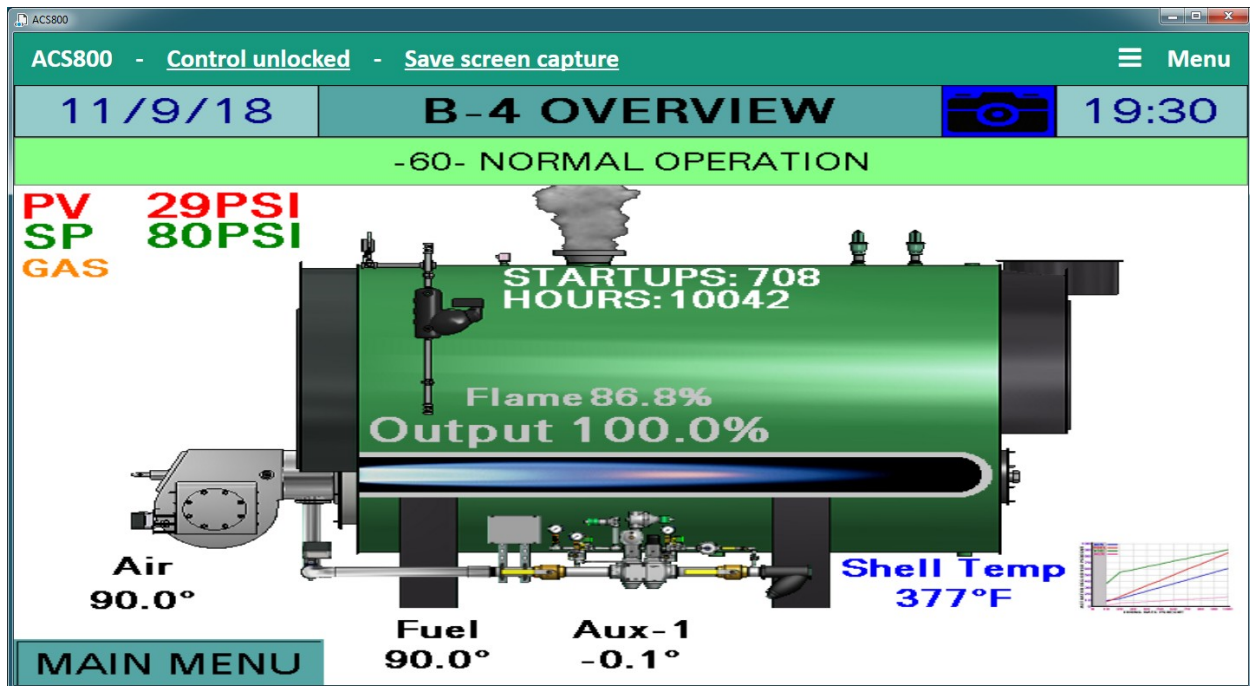 ACS800
ACS800 - Control unlocked - Save screen capture
Menu
11/9/18
B-4 OVERVIEW
19:30
-60- NORMAL OPERATION
PV 29PSI
SP 80PSI
GAS
STARTUPS: 708
HOURS: 10042
Flame 86.8%
Output 100.0%
Air
90.0°
Shell Temp
377°F
Fuel
90.0°
Aux-1
-0.1°
MAIN MENU